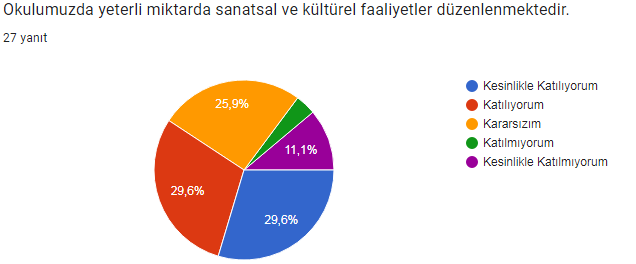 Okulumuzda yeterli miktarda sanatsal ve kültürel faaliyetler düzenlenmektedir.
27 yanıt
25,9%
11,1%
29,6%
29,6%
Kesinlikle Katılıyorum
Katılıyorum
Kararsızım
Katılmıyorum
Kesinlikle Katılmıyorum